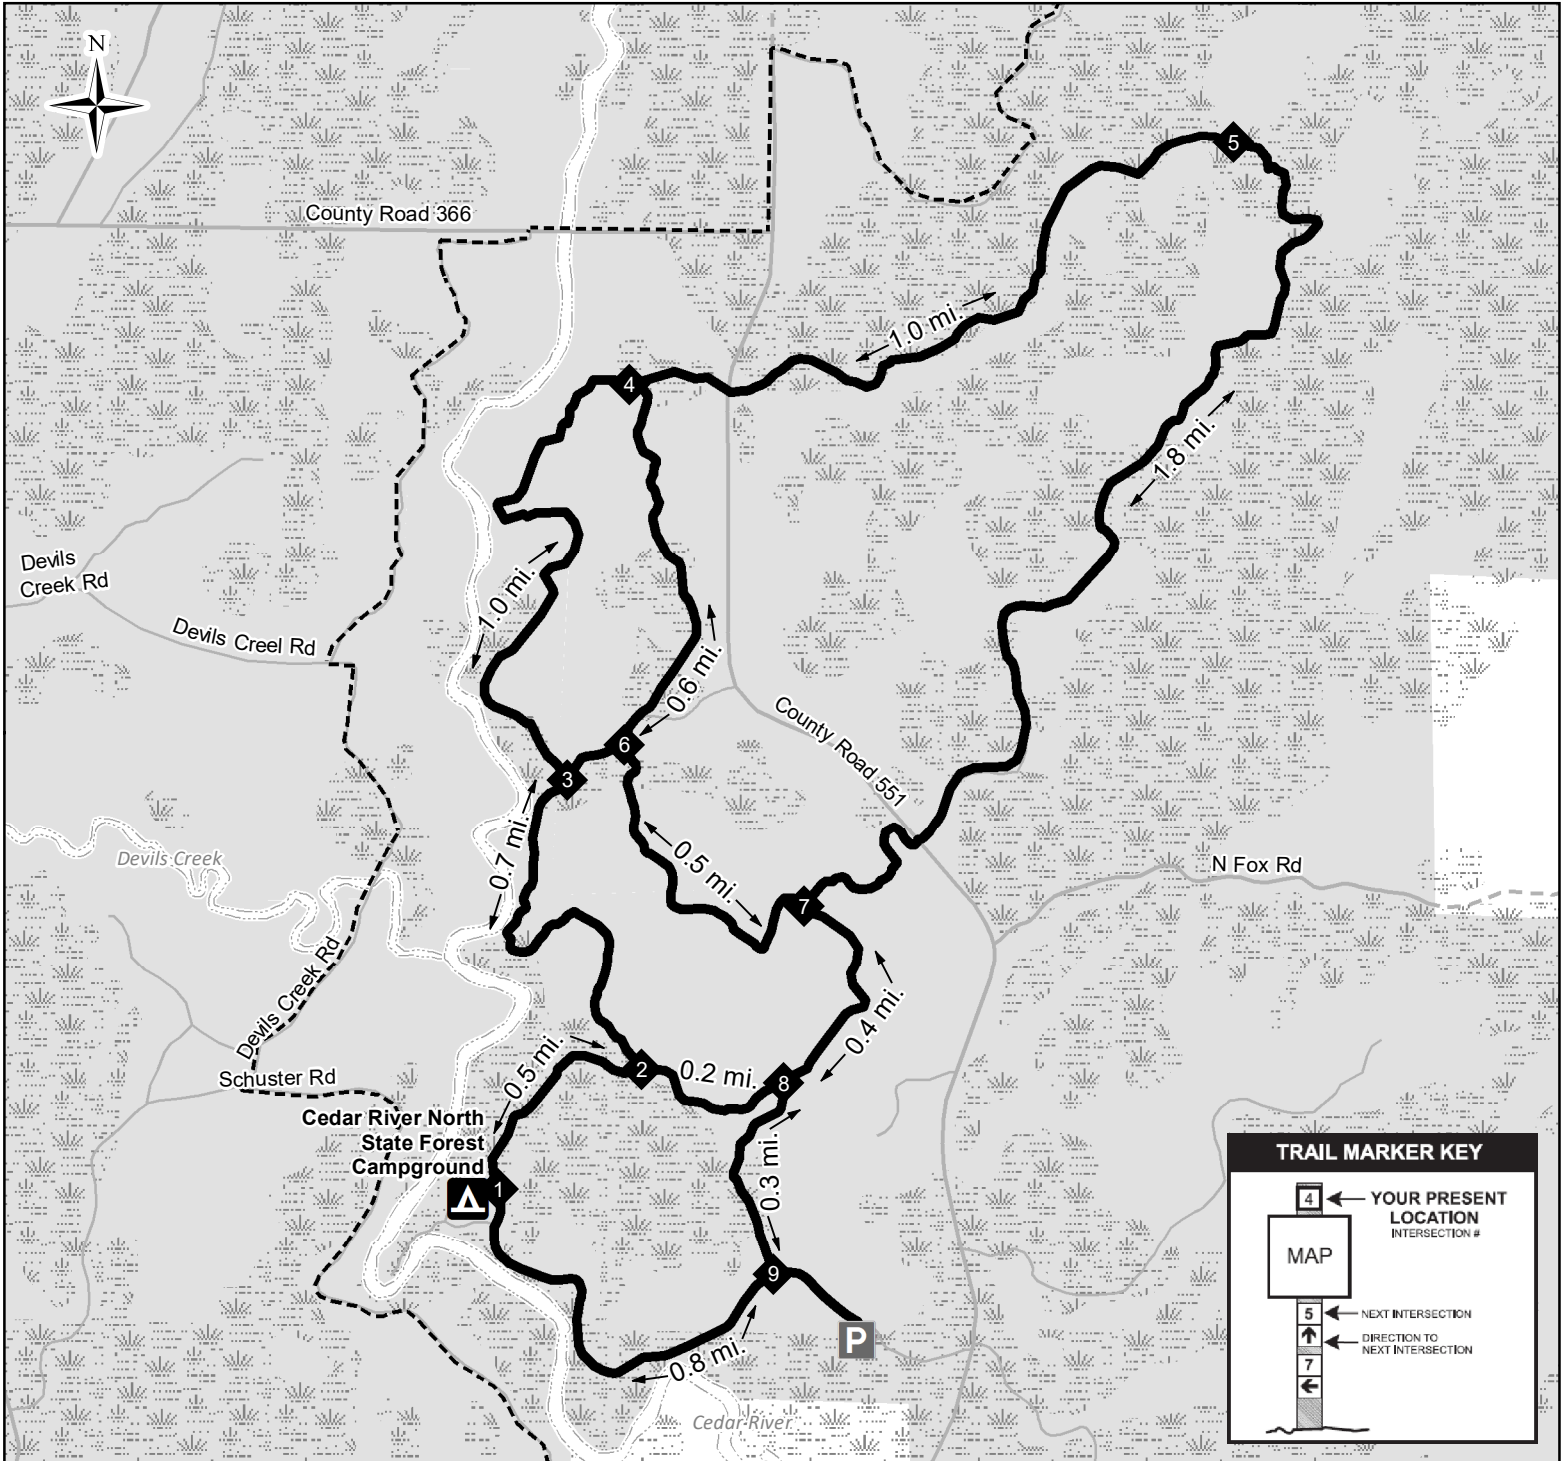 N
County Road 366
5
1.0 mi.
4
1.8 mi.
Devils
Creek Rd
Devils Creel Rd
1.0 mi.
0.6 mi.
County Road 551
6
3
0.7 mi.
0.5 mi.
Devils Creek
N Fox Rd
7
Devils Creek Rd
0.4 mi.
0.5 mi.
2
0.2 mi.
8
Schuster Rd
Cedar River North
State Forest
Campground
1
0.3 mi.
9
P
0.8 mi.
Cedar River
TRAIL MARKER KEY
4
YOUR PRESENT
LOCATION
INTERSECTION #
MAP
5
NEXT INTERSECTION
DIRECTION TO
NEXT INTERSECTION
7